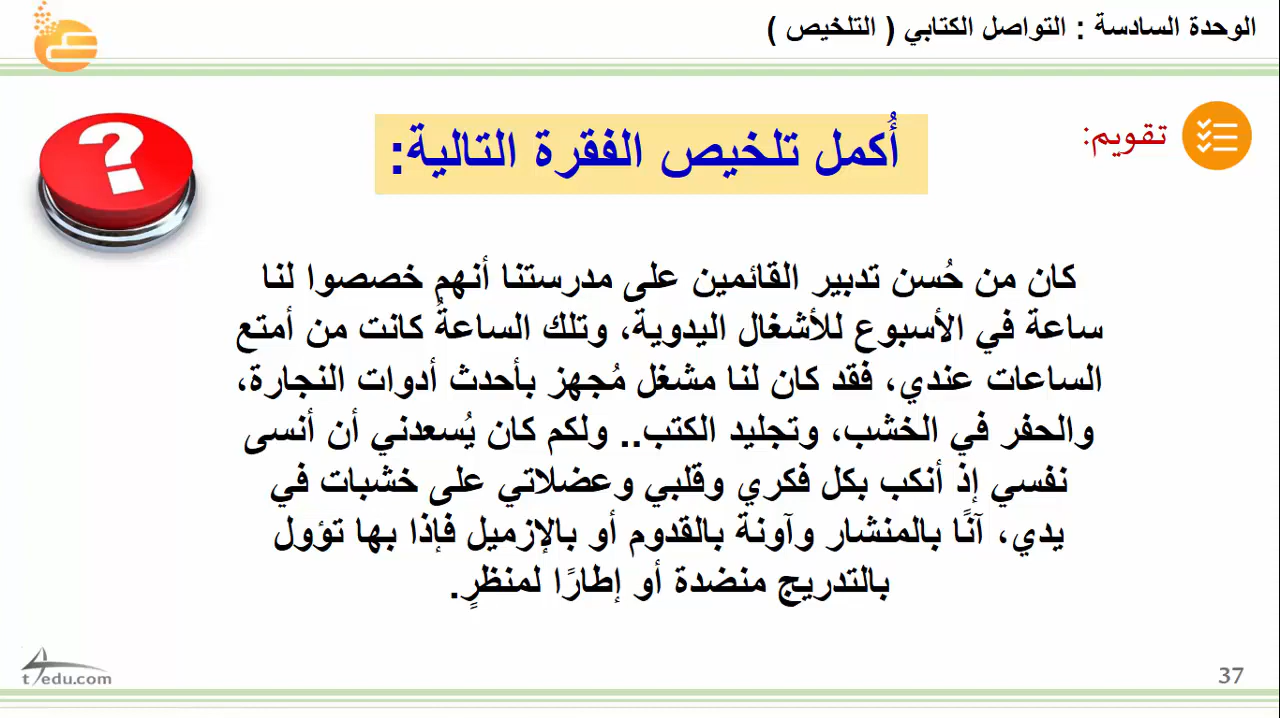 الوحدة السادسة : التواصل الكتابي ( التلخيص )
تقويم:
أُكمل تلخيص الفقرة التالية:
?
كان من حُسن تدبير القائمين على مدرستنا أنهم خصصوا لنا
ساعة في الأسبوع للأشغال اليدوية، وتلك الساعةُ كانت من أمتع
الساعات عندي، فقد كان لنا مشغل مُجهز بأحدث أدوات النجارة،
والحفر في الخشب، وتجليد الكتب.. ولكم كان يُسعدني أن أنسى
نفسي إذ أنكب بكل فكري وقلبي وعضلاتي على خشبات في
يدي، آنًا بالمنشار وآونة بالقدوم أو بالإزميل فإذا بها تؤول
بالتدريج منضدة أو إطارًا لمنظرٍ.
t4edu.com
37